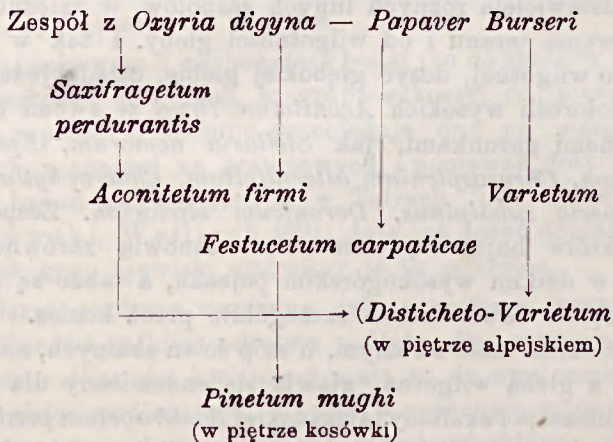 Zespół z Oxyria digyna — Papaver Burseri
Saxifragetum
perdurantis
Aconitetum firmi
Varietum
Festucetum carpaticae
(Disticheto-Varietum
(w piętrze alpejskiem)
Pinetum mughi
(w piętrze kosówki)